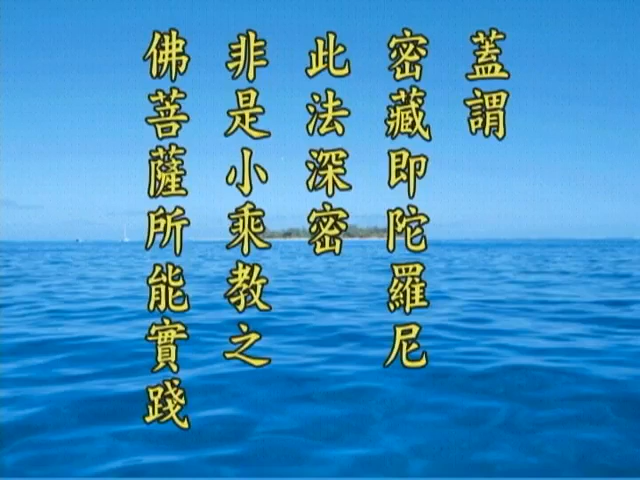 蓋謂
密藏即陀羅尼
此法深密
非是小乘教之
佛菩薩所能實踐